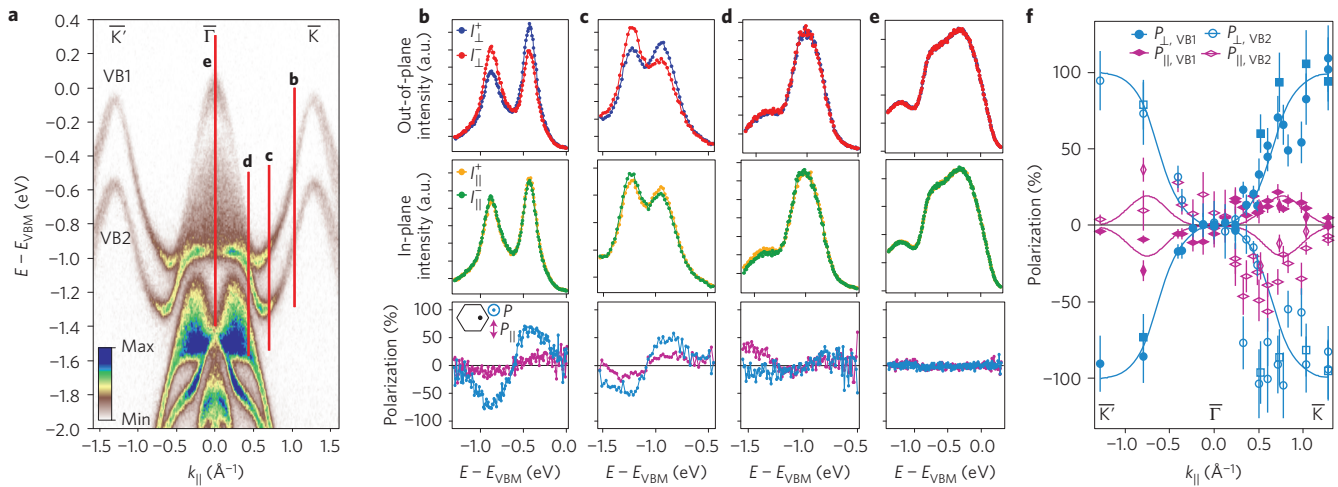 a
K̅′
Γ̅
K̅
0.4
0.2
0.0
−0.2
−0.4
−0.6
−0.8
−1.0
−1.2
−1.4
−1.6
−1.8
−2.0
E − E_VBM (eV)
VB1
VB2
e
b
d
c
Max
Min
−1.5
−1.0
−0.5
0.0
0.5
1.0
1.5
k_|| (Å⁻¹)
b
c
d
e
Out-of-plane
intensity (a.u.)
I_⊥^+
I_⊥^−
In-plane
intensity (a.u.)
I_||^+
I_||^−
Polarization (%)
100
50
0
−50
−100
P
P_||
−1.0
−0.5
0.0
−1.5
−1.0
−0.5
−1.5
−1.0
−0.5
−1.0
−0.5
0.0
E − E_VBM (eV)
E − E_VBM (eV)
E − E_VBM (eV)
E − E_VBM (eV)
f
P_⊥, VB1
P_⊥, VB2
P_||, VB1
P_||, VB2
Polarization (%)
100
50
0
−50
−100
K̅′
Γ̅
K̅
−1.0
−0.5
0.0
0.5
1.0
k_|| (Å⁻¹)